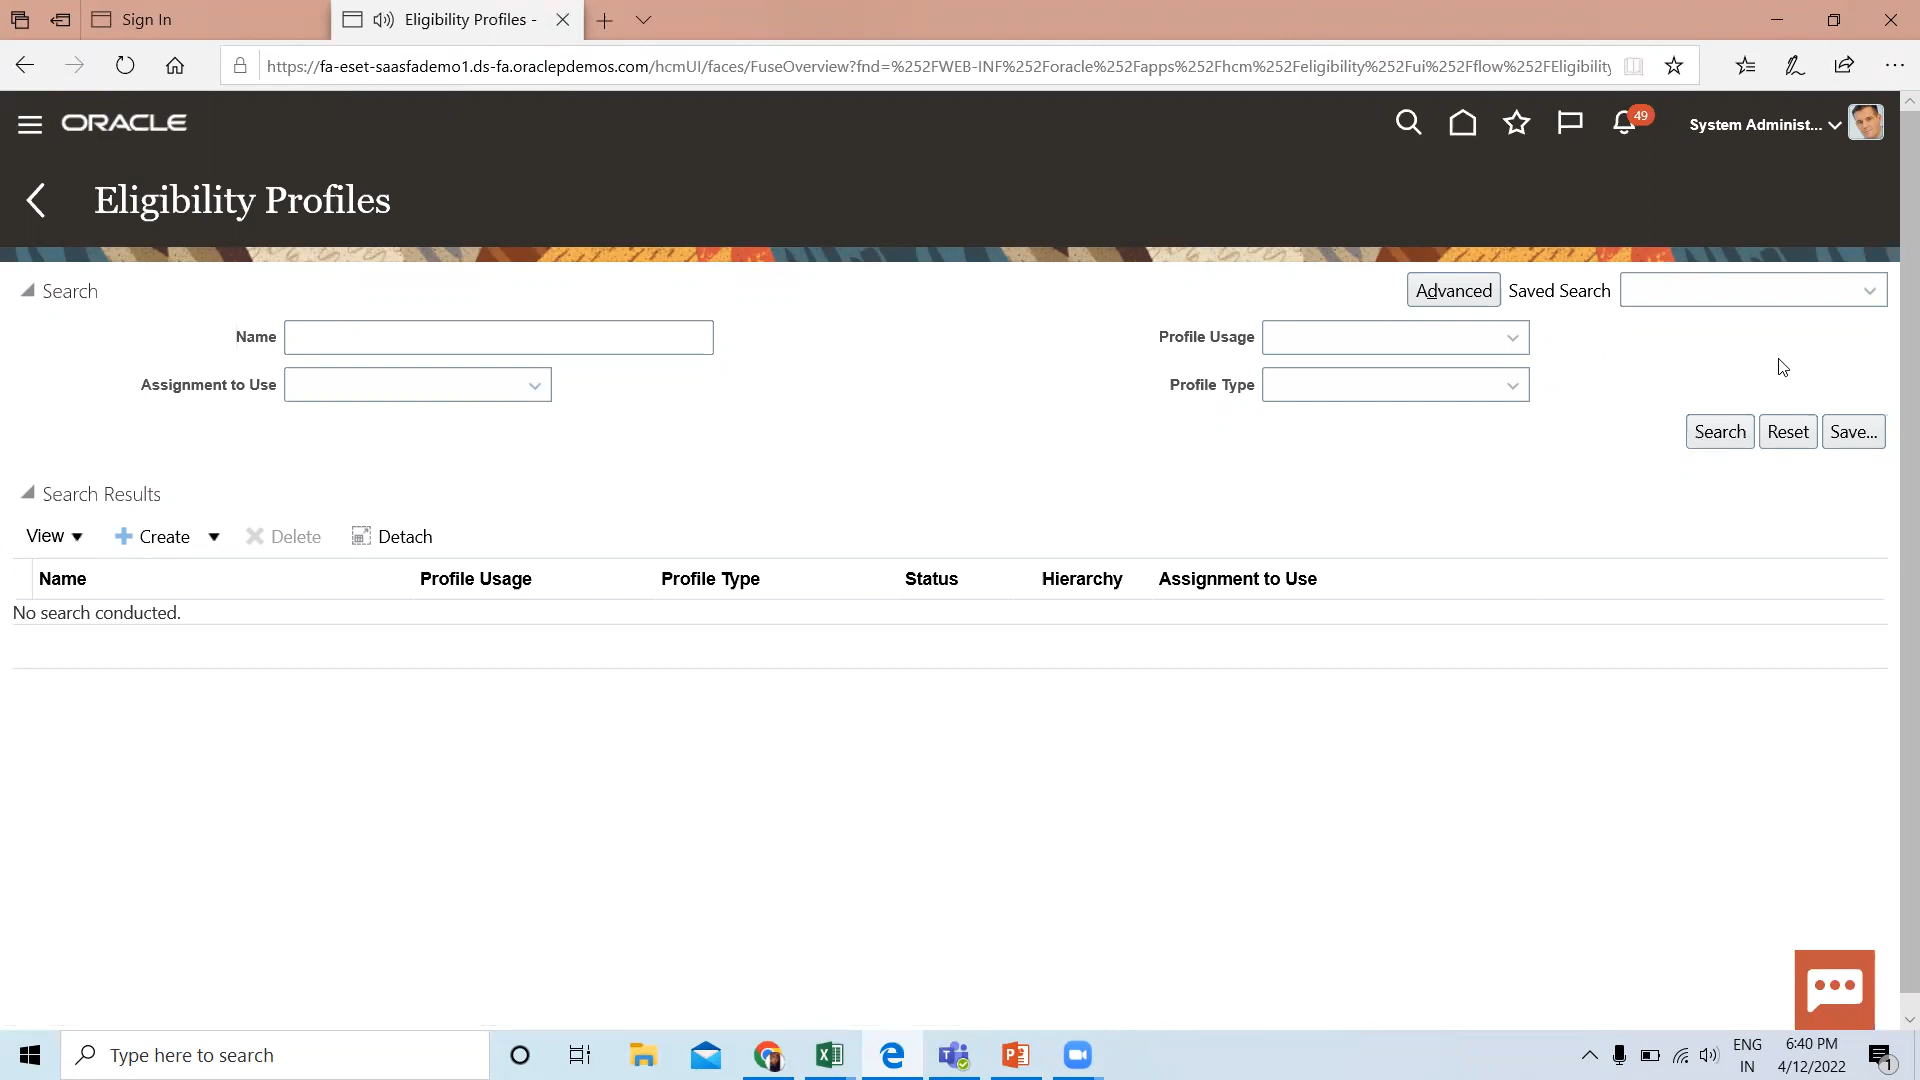 Sign In
Eligibility Profiles -
https://fa-eset-saasfademo1.ds-fa.oraclepdemos.com/hcmUI/faces/FuseOverview?fnd=%252FWEB-INF%252Foracle%252Fapps%252Fhcm%252Feligibility%252Fui%252Fflow%252FEligibility
ORACLE
49
System Administ...
Eligibility Profiles
Search
Advanced Saved Search
Name
Profile Usage
Assignment to Use
Profile Type
Search Reset Save...
Search Results
View Create Delete Detach
Name Profile Usage Profile Type Status Hierarchy Assignment to Use
No search conducted.
Type here to search
ENG
IN
6:40 PM
4/12/2022
1